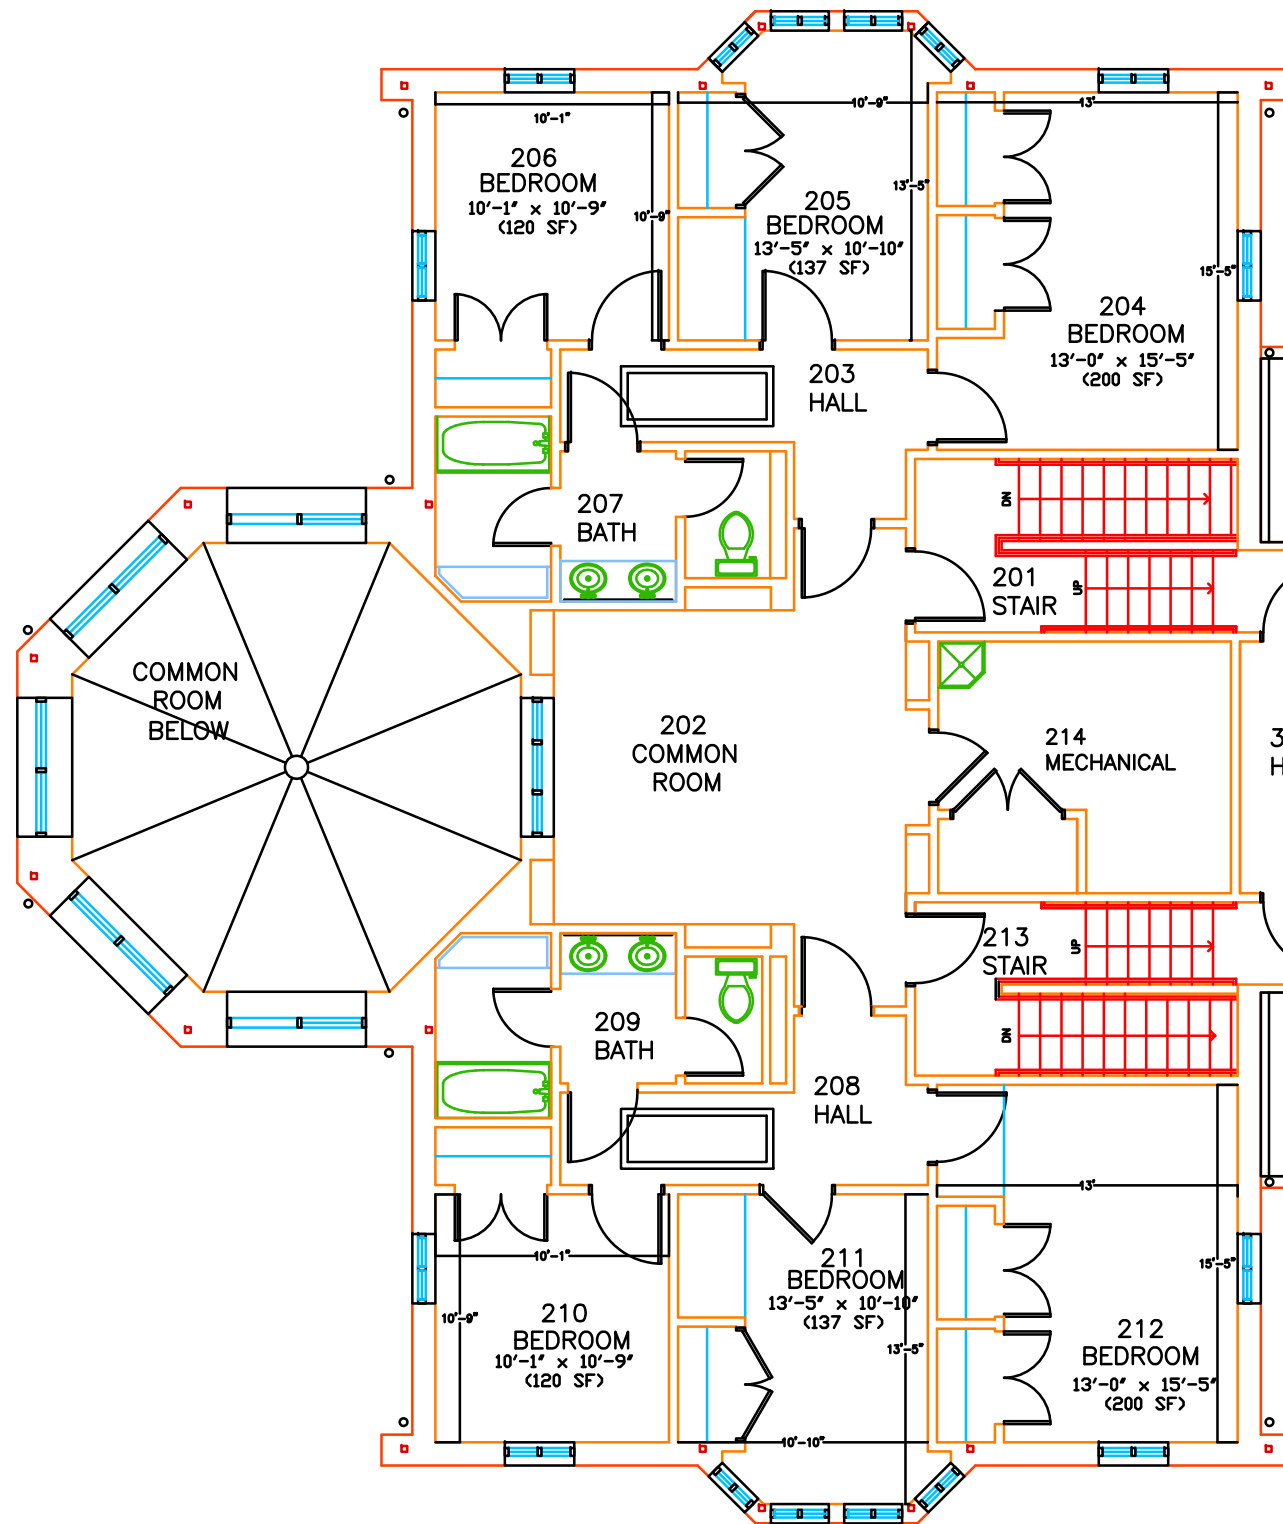 10'-1"
10'-9"
13'
206
BEDROOM
10'-1" x 10'-9"
(120 SF)
10'-9"
13'-5"
205
BEDROOM
13'-5" x 10'-10"
(137 SF)
15'-5"
204
BEDROOM
13'-0" x 15'-5"
(200 SF)
203
HALL
207
BATH
DN
201
STAIR
UP
COMMON
ROOM
BELOW
202
COMMON
ROOM
214
MECHANICAL
3
H
213
STAIR
UP
209
BATH
DN
208
HALL
13'
10'-1"
211
BEDROOM
13'-5" x 10'-10"
(137 SF)
15'-5"
10'-9"
210
BEDROOM
10'-1" x 10'-9"
(120 SF)
13'-5"
212
BEDROOM
13'-0" x 15'-5"
(200 SF)
10'-10"